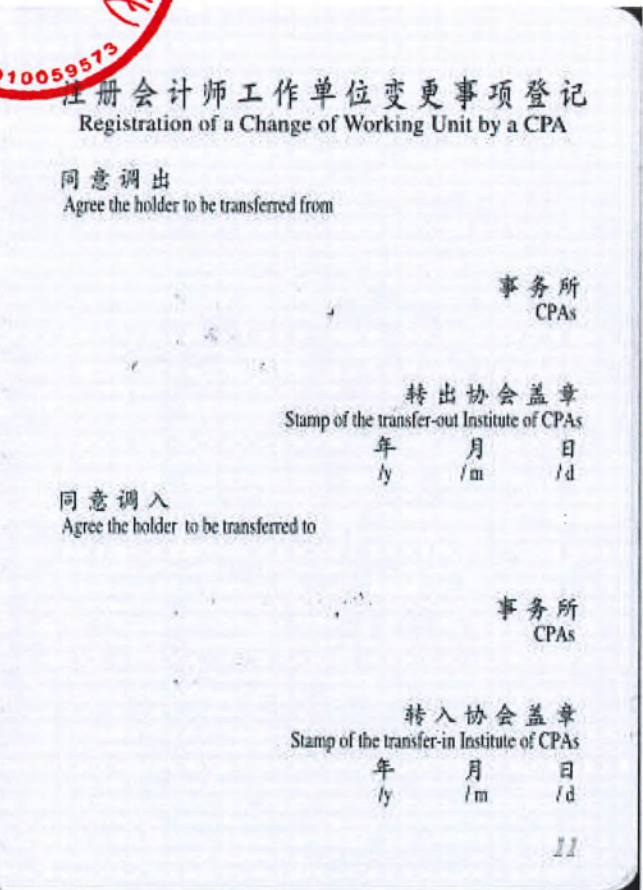 10059573
注册会计师工作单位变更事项登记
Registration of a Change of Working Unit by a CPA
同意调出
Agree the holder to be transferred from
事务所
CPAs
转出协会盖章
Stamp of the transfer-out Institute of CPAs
年 月 日
/y /m /d
同意调入
Agree the holder to be transferred to
事务所
CPAs
转入协会盖章
Stamp of the transfer-in Institute of CPAs
年 月 日
/y /m /d
11